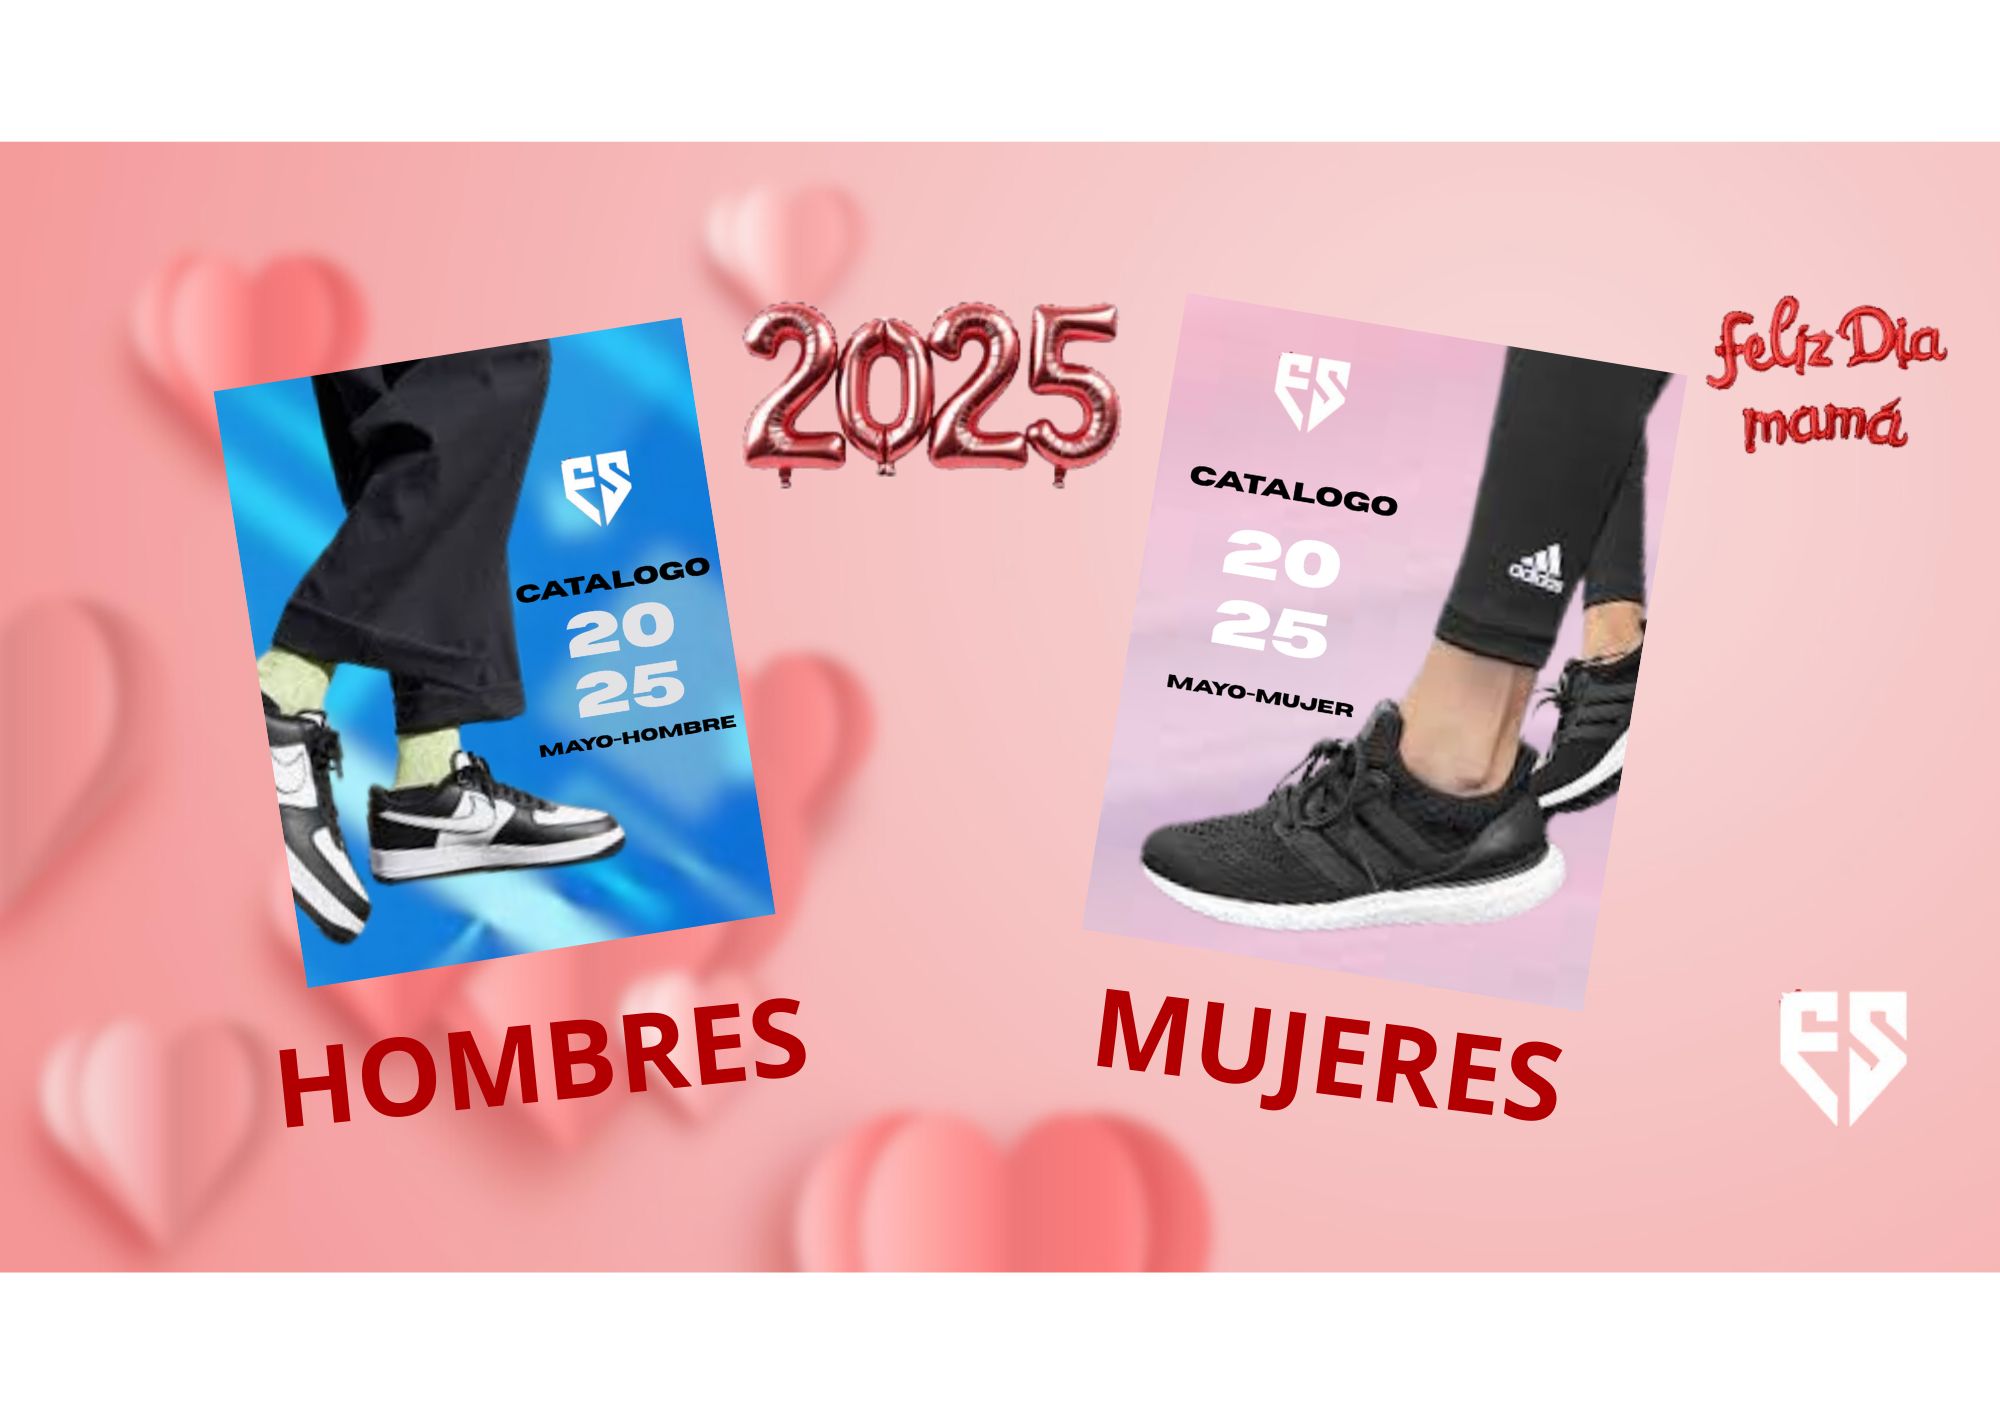 2025
feliz Dia
mamá
ES
CATALOGO
20
25
MAYO-HOMBRE
ES
CATALOGO
20
25
MAYO-MUJER
adidas
HOMBRES
MUJERES
ES